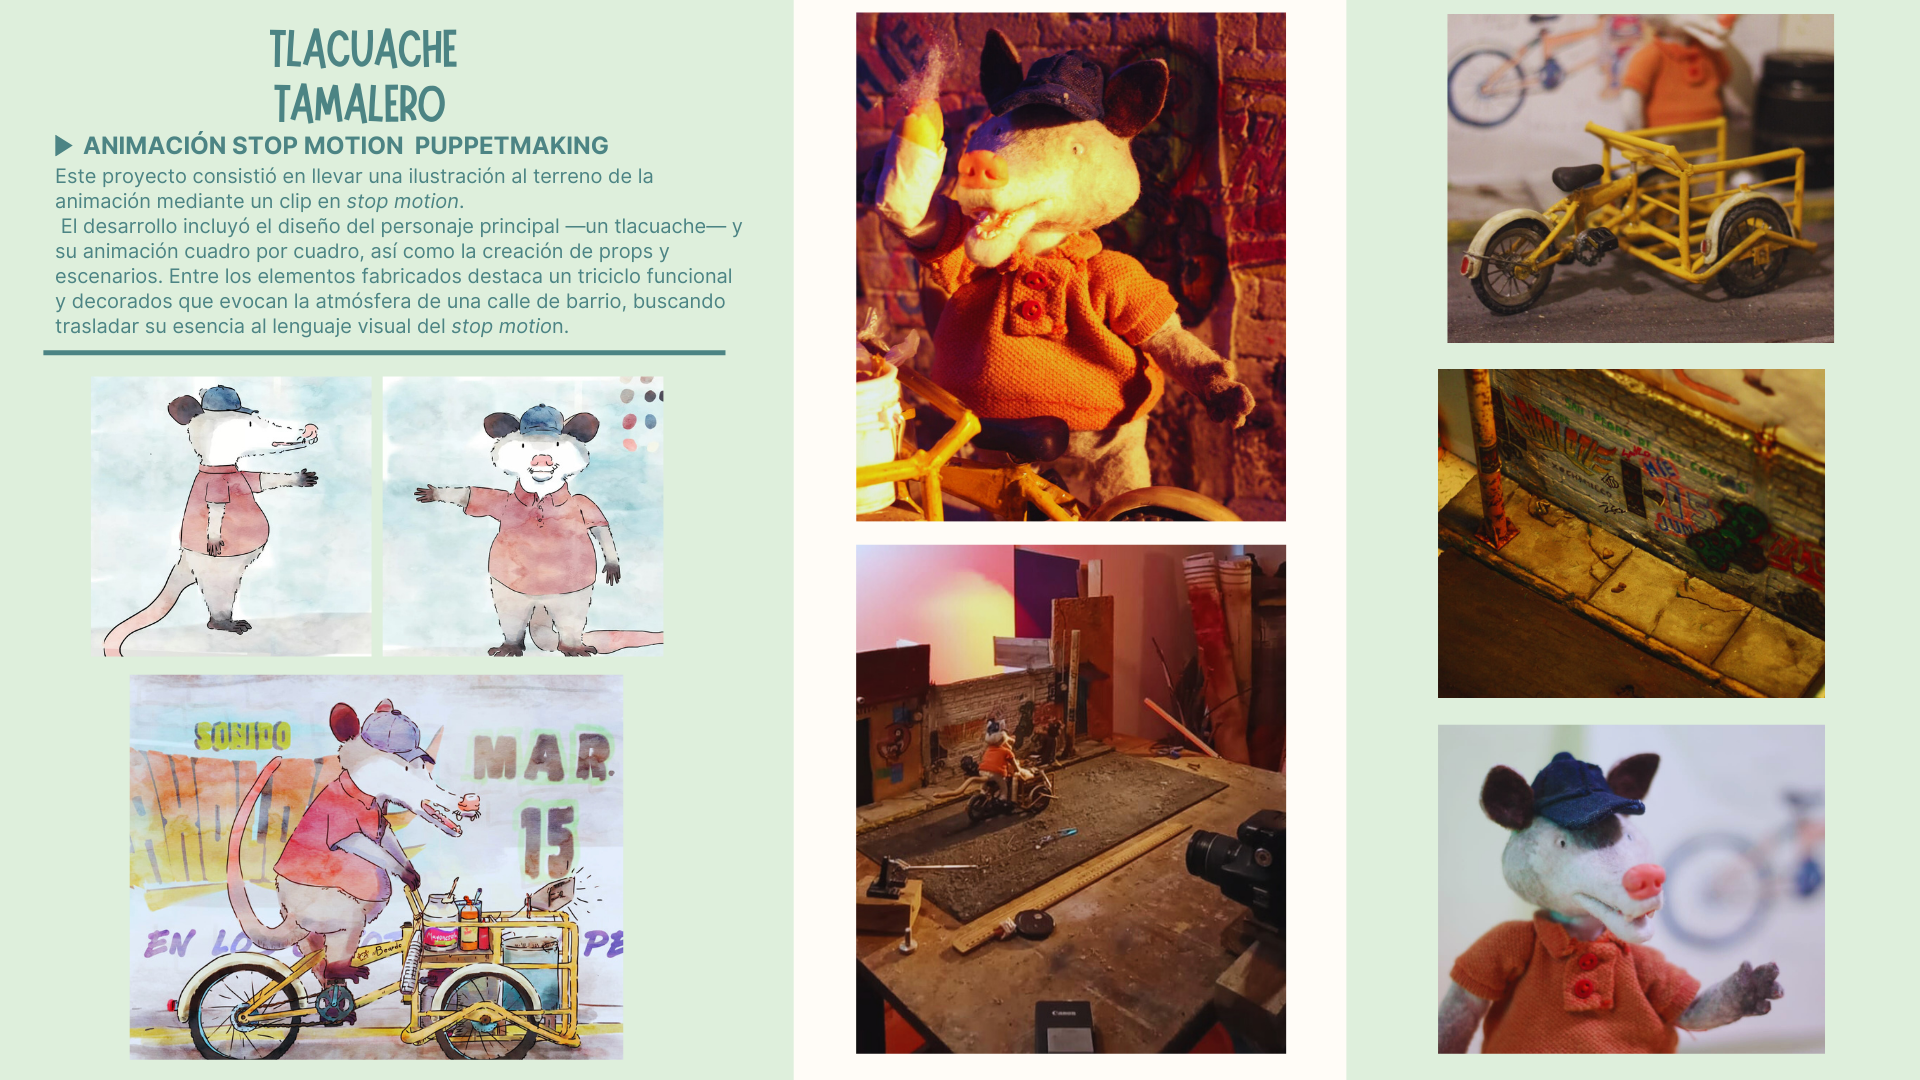 TLACUACHE
TAMALERO
ANIMACIÓN STOP MOTION PUPPETMAKING
Este proyecto consistió en llevar una ilustración al terreno de la
animación mediante un clip en stop motion.
El desarrollo incluyó el diseño del personaje principal —un tlacuache— y
su animación cuadro por cuadro, así como la creación de props y
escenarios. Entre los elementos fabricados destaca un triciclo funcional
y decorados que evocan la atmósfera de una calle de barrio, buscando
trasladar su esencia al lenguaje visual del stop motion.
SONIDO
MAR.
15
EN LO
PE
Canon
MIE
15
JUNI